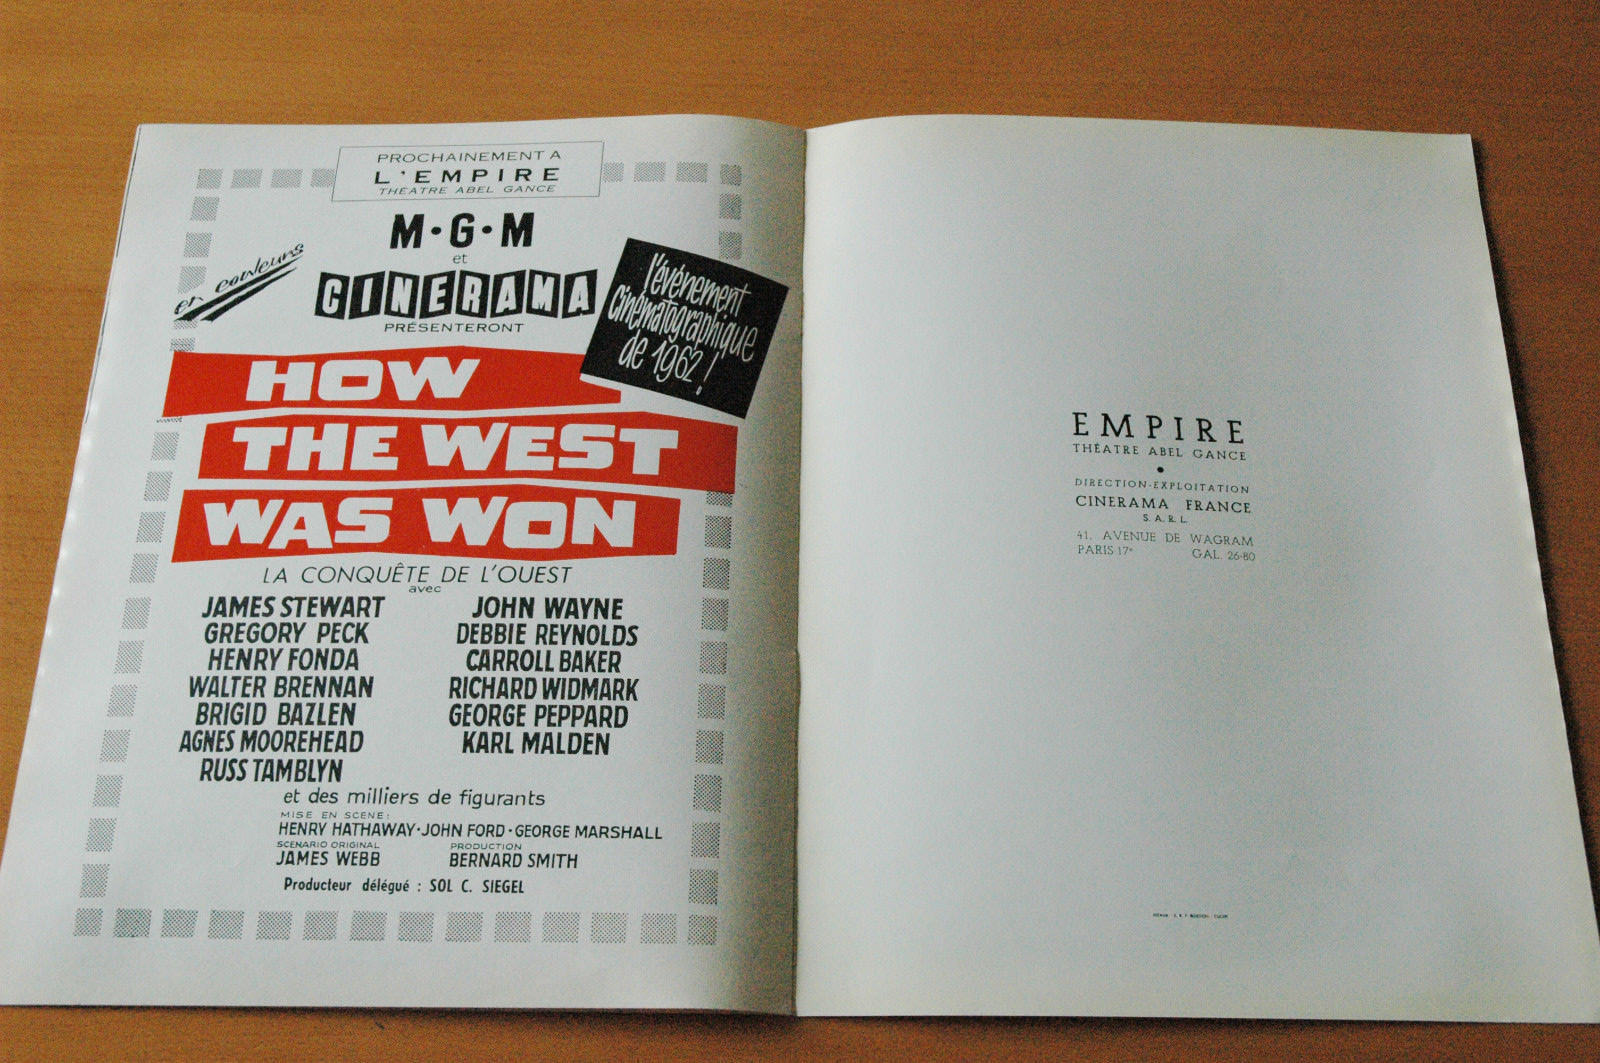 PROCHAINEMENT A
L'EMPIRE
THÉATRE ABEL GANCE
M·G·M
et
en couleurs
CINERAMA
PRÉSENTERONT
l'événement
Cinématographique
de 1962!
HOW
THE WEST
WAS WON
LA CONQUÊTE DE L'OUEST
avec
JAMES STEWART
GREGORY PECK
HENRY FONDA
WALTER BRENNAN
BRIGID BAZLEN
AGNES MOOREHEAD
RUSS TAMBLYN
JOHN WAYNE
DEBBIE REYNOLDS
CARROLL BAKER
RICHARD WIDMARK
GEORGE PEPPARD
KARL MALDEN
et des milliers de figurants
MISE EN SCENE:
HENRY HATHAWAY·JOHN FORD·GEORGE MARSHALL
SCENARIO ORIGINAL
JAMES WEBB
PRODUCTION
BERNARD SMITH
Producteur délégué : SOL C. SIEGEL
EMPIRE
THÉATRE ABEL GANCE
•
DIRECTION-EXPLOITATION
CINERAMA FRANCE
S.A.R.L.
41, AVENUE DE WAGRAM
PARIS 17e GAL. 26-80